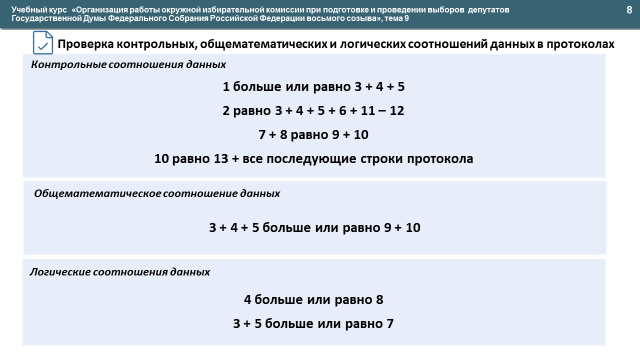 Учебный курс «Организация работы окружной избирательной комиссии при подготовке и проведении выборов депутатов
Государственной Думы Федерального Собрания Российской Федерации восьмого созыва», тема 9
8
Проверка контрольных, общематематических и логических соотношений данных в протоколах
Контрольные соотношения данных
1 больше или равно 3 + 4 + 5
2 равно 3 + 4 + 5 + 6 + 11 – 12
7 + 8 равно 9 + 10
10 равно 13 + все последующие строки протокола
Общематематическое соотношение данных
3 + 4 + 5 больше или равно 9 + 10
Логические соотношения данных
4 больше или равно 8
3 + 5 больше или равно 7